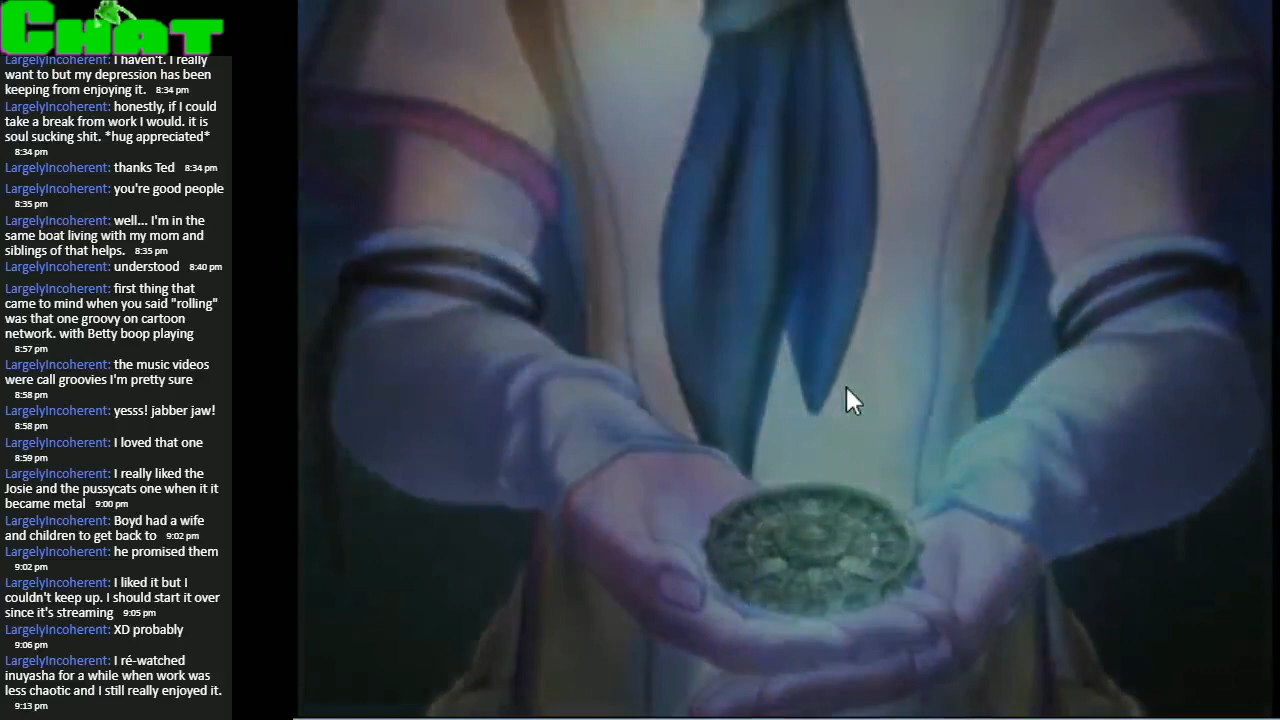 CHAT
LargelyIncoherent: I haven't. I really
want to but my depression has been
keeping from enjoying it. 8:34 pm
LargelyIncoherent: honestly, if I could
take a break from work I would. it is
soul sucking shit. *hug appreciated*
8:34 pm
LargelyIncoherent: thanks Ted 8:34 pm
LargelyIncoherent: you're good people
8:35 pm
LargelyIncoherent: well... I'm in the
same boat living with my mom and
siblings of that helps. 8:35 pm
LargelyIncoherent: understood 8:40 pm
LargelyIncoherent: first thing that
came to mind when you said "rolling"
was that one groovy on cartoon
network. with Betty boop playing
8:57 pm
LargelyIncoherent: the music videos
were call groovies I'm pretty sure
8:58 pm
LargelyIncoherent: yesss! jabber jaw!
8:58 pm
LargelyIncoherent: I loved that one
8:59 pm
LargelyIncoherent: I really liked the
Josie and the pussycats one when it it
became metal 9:00 pm
LargelyIncoherent: Boyd had a wife
and children to get back to 9:02 pm
LargelyIncoherent: he promised them
9:02 pm
LargelyIncoherent: I liked it but I
couldn't keep up. I should start it over
since it's streaming 9:05 pm
LargelyIncoherent: XD probably
9:06 pm
LargelyIncoherent: I ré-watched
inuyasha for a while when work was
less chaotic and I still really enjoyed it.
9:13 pm